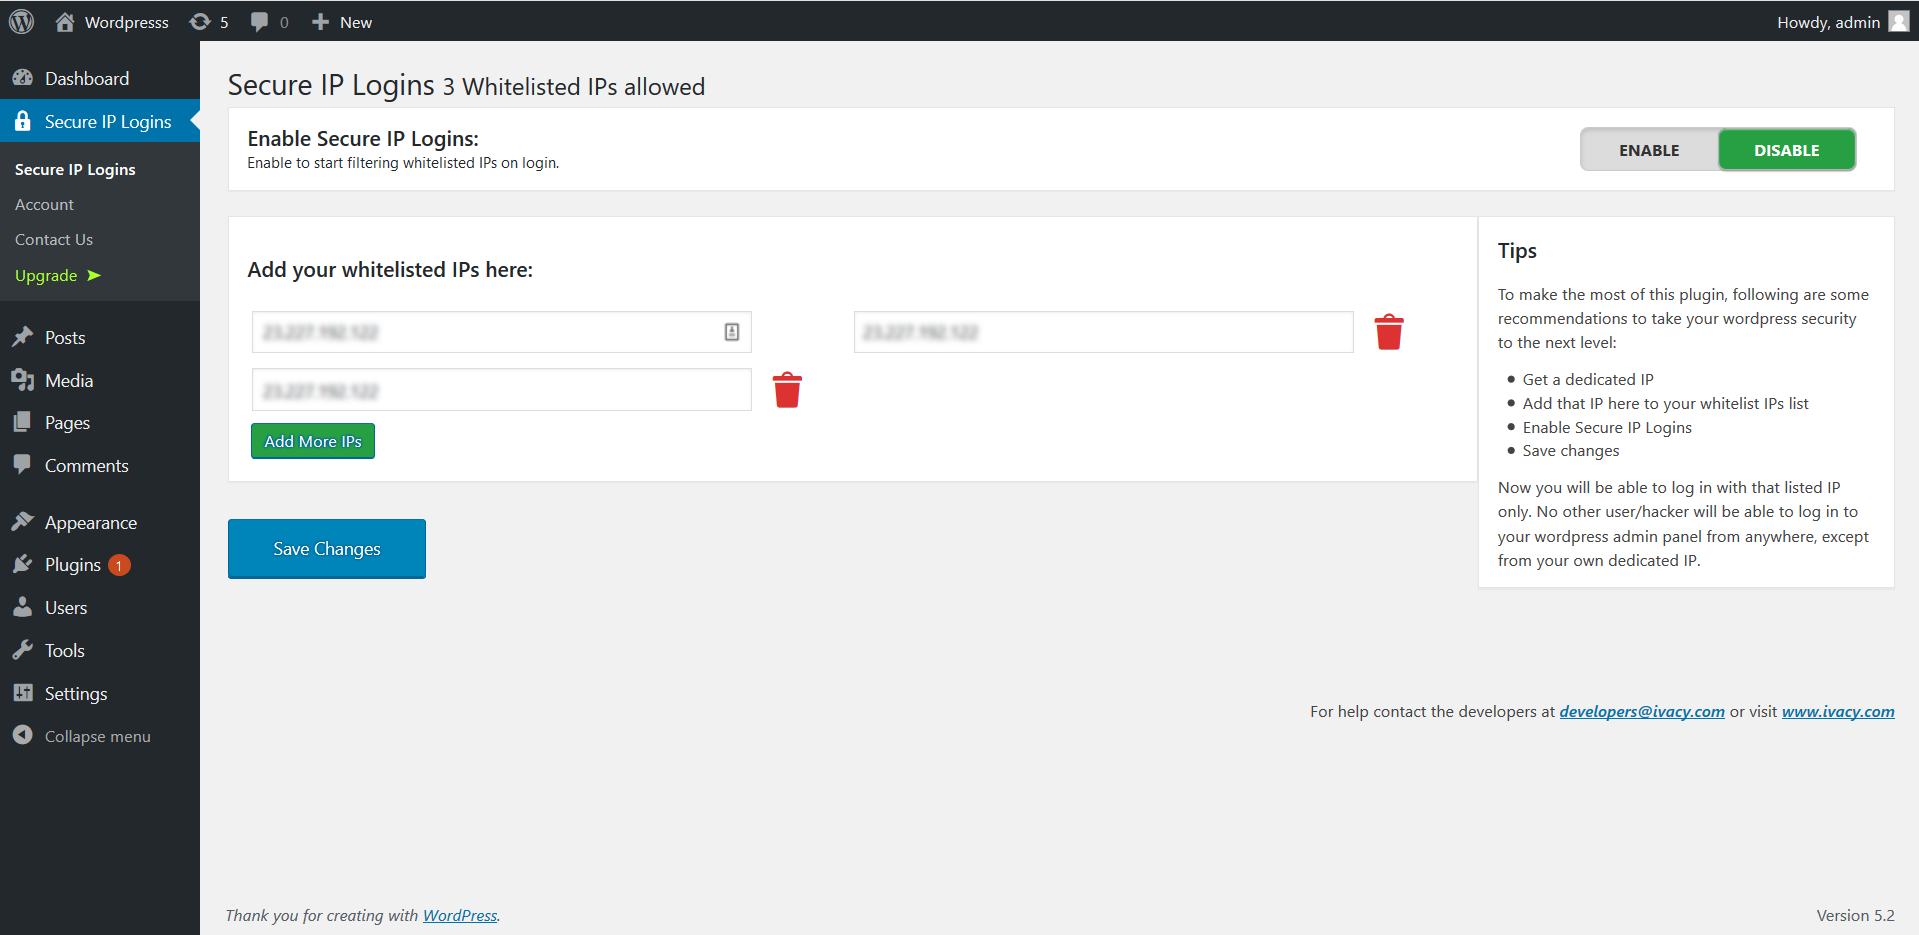 Wordpresss 5 0 New Howdy, admin
Dashboard
Secure IP Logins
Secure IP Logins
Account
Contact Us
Upgrade ➤
Posts
Media
Pages
Comments
Appearance
Plugins 1
Users
Tools
Settings
Collapse menu
Secure IP Logins 3 Whitelisted IPs allowed
Enable Secure IP Logins:
Enable to start filtering whitelisted IPs on login.
ENABLE DISABLE
Add your whitelisted IPs here:
Add More IPs
Save Changes
Tips
To make the most of this plugin, following are some
recommendations to take your wordpress security
to the next level:
• Get a dedicated IP
• Add that IP here to your whitelist IPs list
• Enable Secure IP Logins
• Save changes
Now you will be able to log in with that listed IP
only. No other user/hacker will be able to log in to
your wordpress admin panel from anywhere, except
from your own dedicated IP.
For help contact the developers at developers@ivacy.com or visit www.ivacy.com
Thank you for creating with WordPress.
Version 5.2